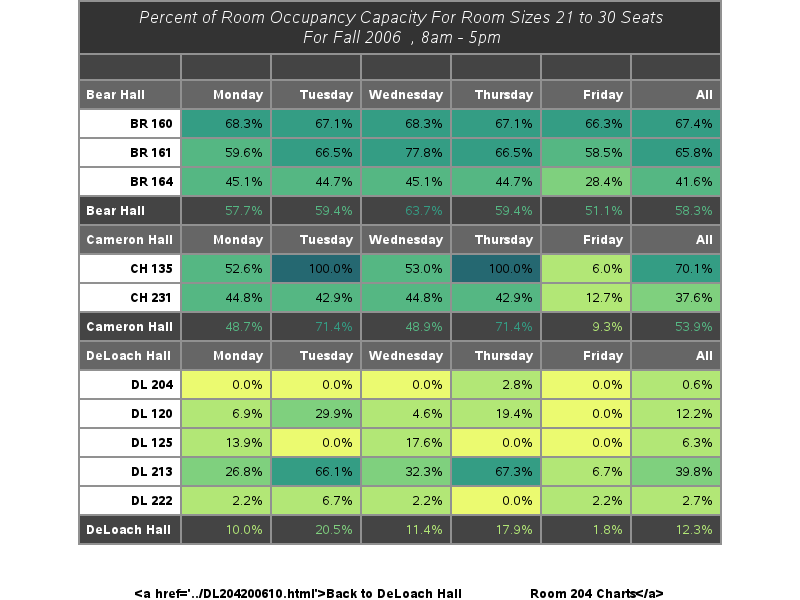 Percent of Room Occupancy Capacity For Room Sizes 21 to 30 Seats
For Fall 2006 , 8am - 5pm
Bear Hall Monday Tuesday Wednesday Thursday Friday All
BR 160 68.3% 67.1% 68.3% 67.1% 66.3% 67.4%
BR 161 59.6% 66.5% 77.8% 66.5% 58.5% 65.8%
BR 164 45.1% 44.7% 45.1% 44.7% 28.4% 41.6%
Bear Hall 57.7% 59.4% 63.7% 59.4% 51.1% 58.3%
Cameron Hall Monday Tuesday Wednesday Thursday Friday All
CH 135 52.6% 100.0% 53.0% 100.0% 6.0% 70.1%
CH 231 44.8% 42.9% 44.8% 42.9% 12.7% 37.6%
Cameron Hall 48.7% 71.4% 48.9% 71.4% 9.3% 53.9%
DeLoach Hall Monday Tuesday Wednesday Thursday Friday All
DL 204 0.0% 0.0% 0.0% 2.8% 0.0% 0.6%
DL 120 6.9% 29.9% 4.6% 19.4% 0.0% 12.2%
DL 125 13.9% 0.0% 17.6% 0.0% 0.0% 6.3%
DL 213 26.8% 66.1% 32.3% 67.3% 6.7% 39.8%
DL 222 2.2% 6.7% 2.2% 0.0% 2.2% 2.7%
DeLoach Hall 10.0% 20.5% 11.4% 17.9% 1.8% 12.3%
<a href='../DL204200610.html'>Back to DeLoach Hall Room 204 Charts</a>